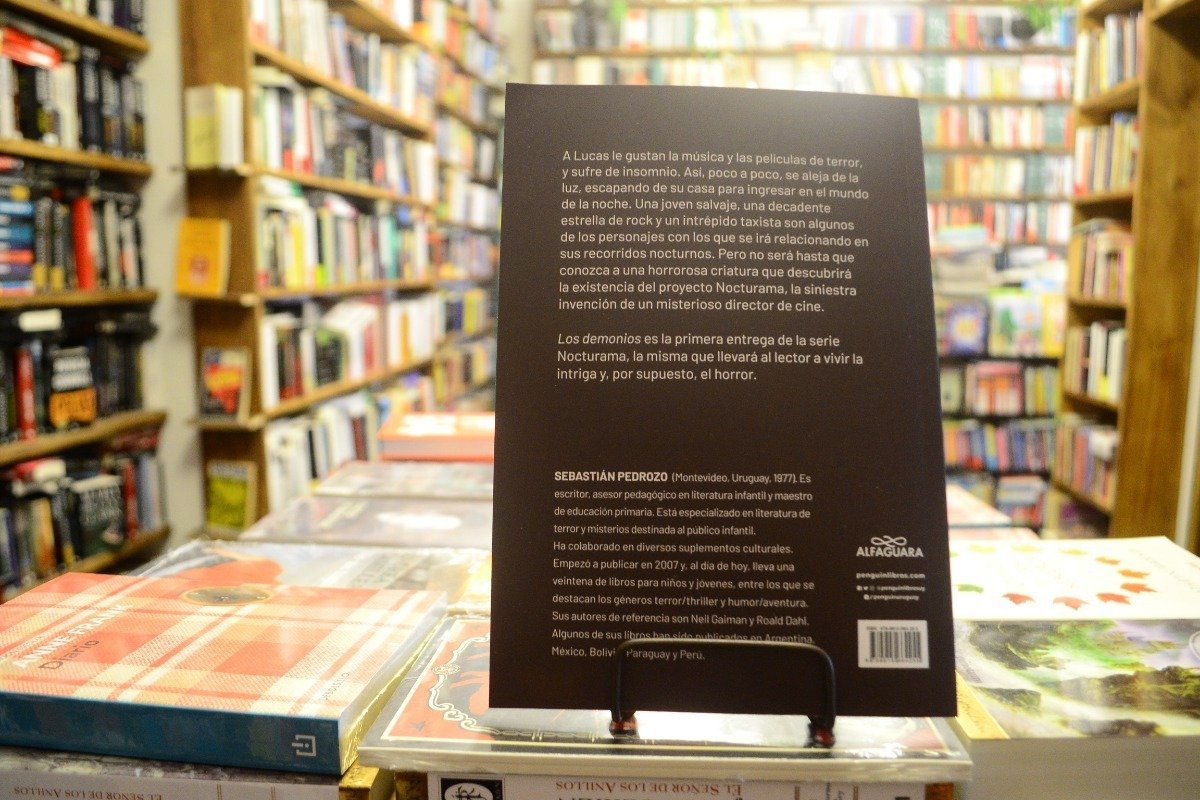 A Lucas le gustan la música y las películas de terror,
y sufre de insomnio. Así, poco a poco, se aleja de la
luz, escapando de su casa para ingresar en el mundo
de la noche. Una joven salvaje, una decadente
estrella de rock y un intrépido taxista son algunos
de los personajes con los que se irá relacionando en
sus recorridos nocturnos. Pero no será hasta que
conozca a una horrorosa criatura que descubrirá
la existencia del proyecto Nocturama, la siniestra
invención de un misterioso director de cine.
Los demonios es la primera entrega de la serie
Nocturama, la misma que llevará al lector a vivir la
intriga y, por supuesto, el horror.
SEBASTIÁN PEDROZO (Montevideo, Uruguay, 1977). Es
escritor, asesor pedagógico en literatura infantil y maestro
de educación primaria. Está especializado en literatura de
terror y misterios destinada al público infantil.
Ha colaborado en diversos suplementos culturales.
Empezó a publicar en 2007 y, al día de hoy, lleva una
veintena de libros para niños y jóvenes, entre los que se
destacan los géneros terror/thriller y humor/aventura.
Sus autores de referencia son Neil Gaiman y Roald Dahl.
Algunos de sus libros han sido publicados en Argentina,
México, Bolivia, Paraguay y Perú.
ALFAGUARA
penguinlibros.com
ANNE FRANK
Diario
EL SEÑOR DE LOS ANILLOS
EL SEÑOR DE LOS ANILLOS